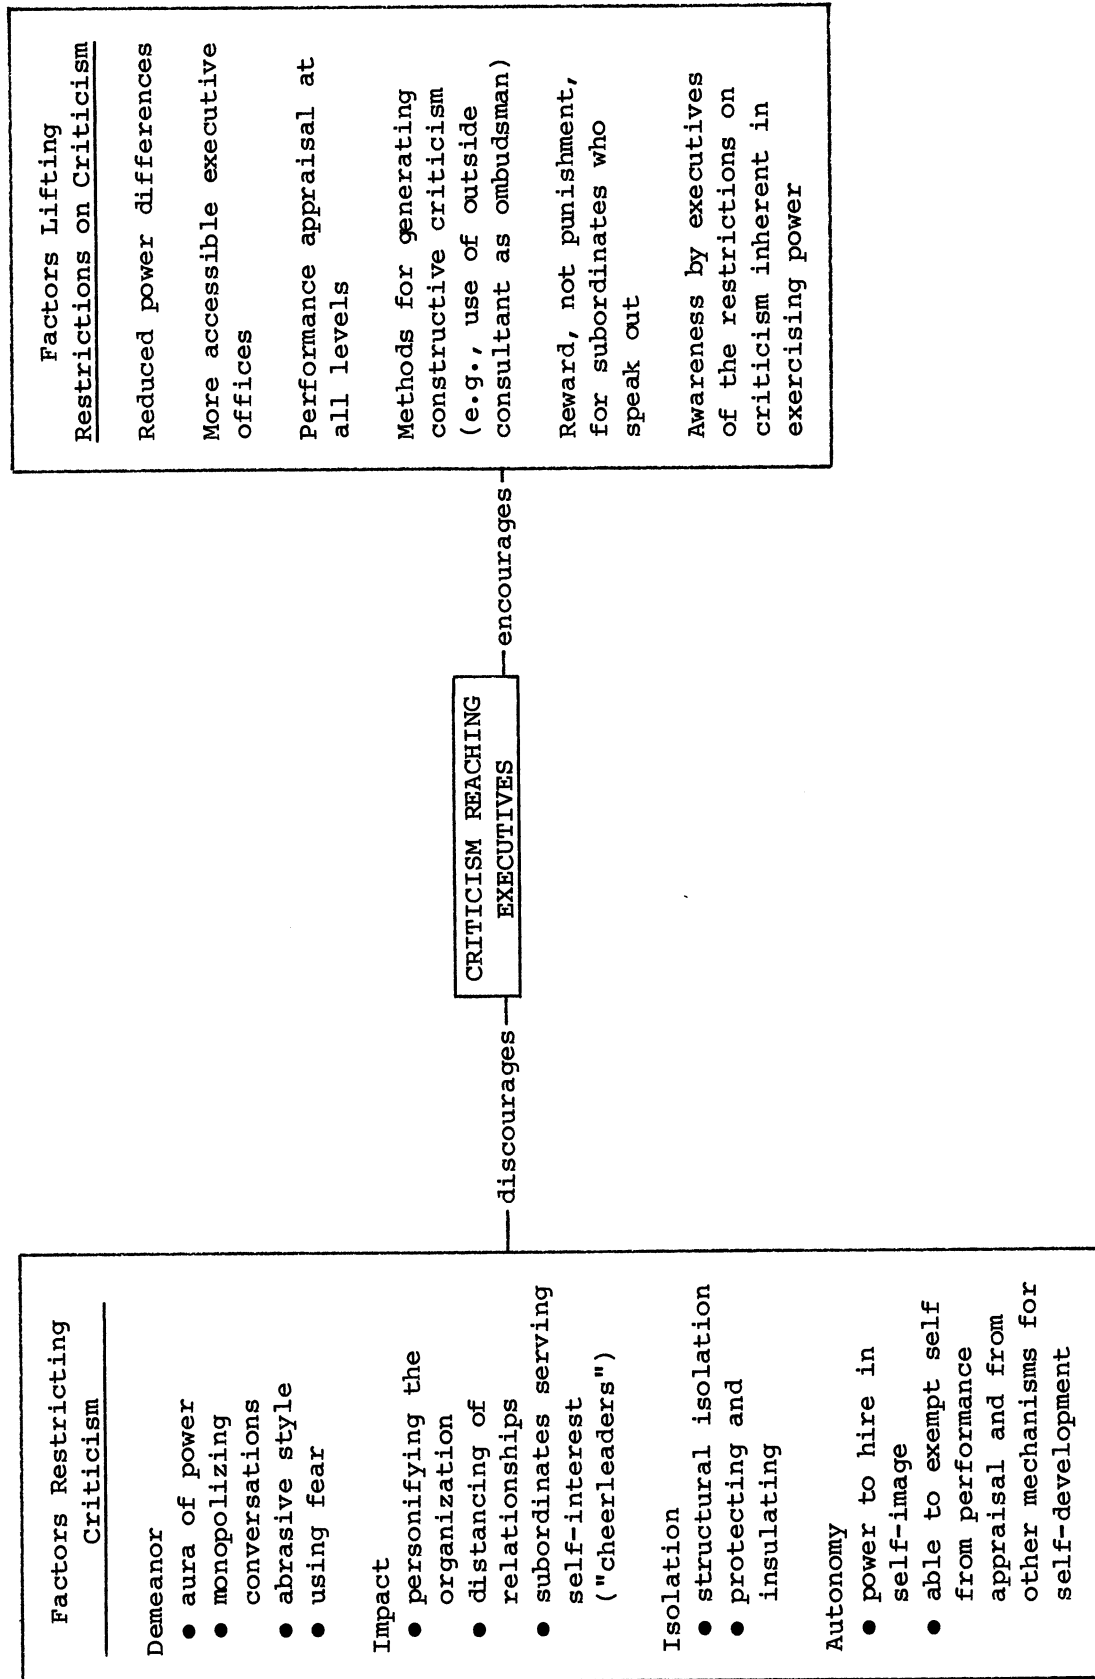 Factors Restricting
Criticism
Demeanor
● aura of power
● monopolizing
conversations
● abrasive style
● using fear
Impact
● personifying the
organization
● distancing of
relationships
● subordinates serving
self-interest
("cheerleaders")
Isolation
● structural isolation
● protecting and
insulating
Autonomy
● power to hire in
self-image
● able to exempt self
from performance
appraisal and from
other mechanisms for
self-development
discourages
CRITICISM REACHING
EXECUTIVES
encourages
Factors Lifting
Restrictions on Criticism
Reduced power differences
More accessible executive
offices
Performance appraisal at
all levels
Methods for generating
constructive criticism
(e.g., use of outside
consultant as ombudsman)
Reward, not punishment,
for subordinates who
speak out
Awareness by executives
of the restrictions on
criticism inherent in
exercising power